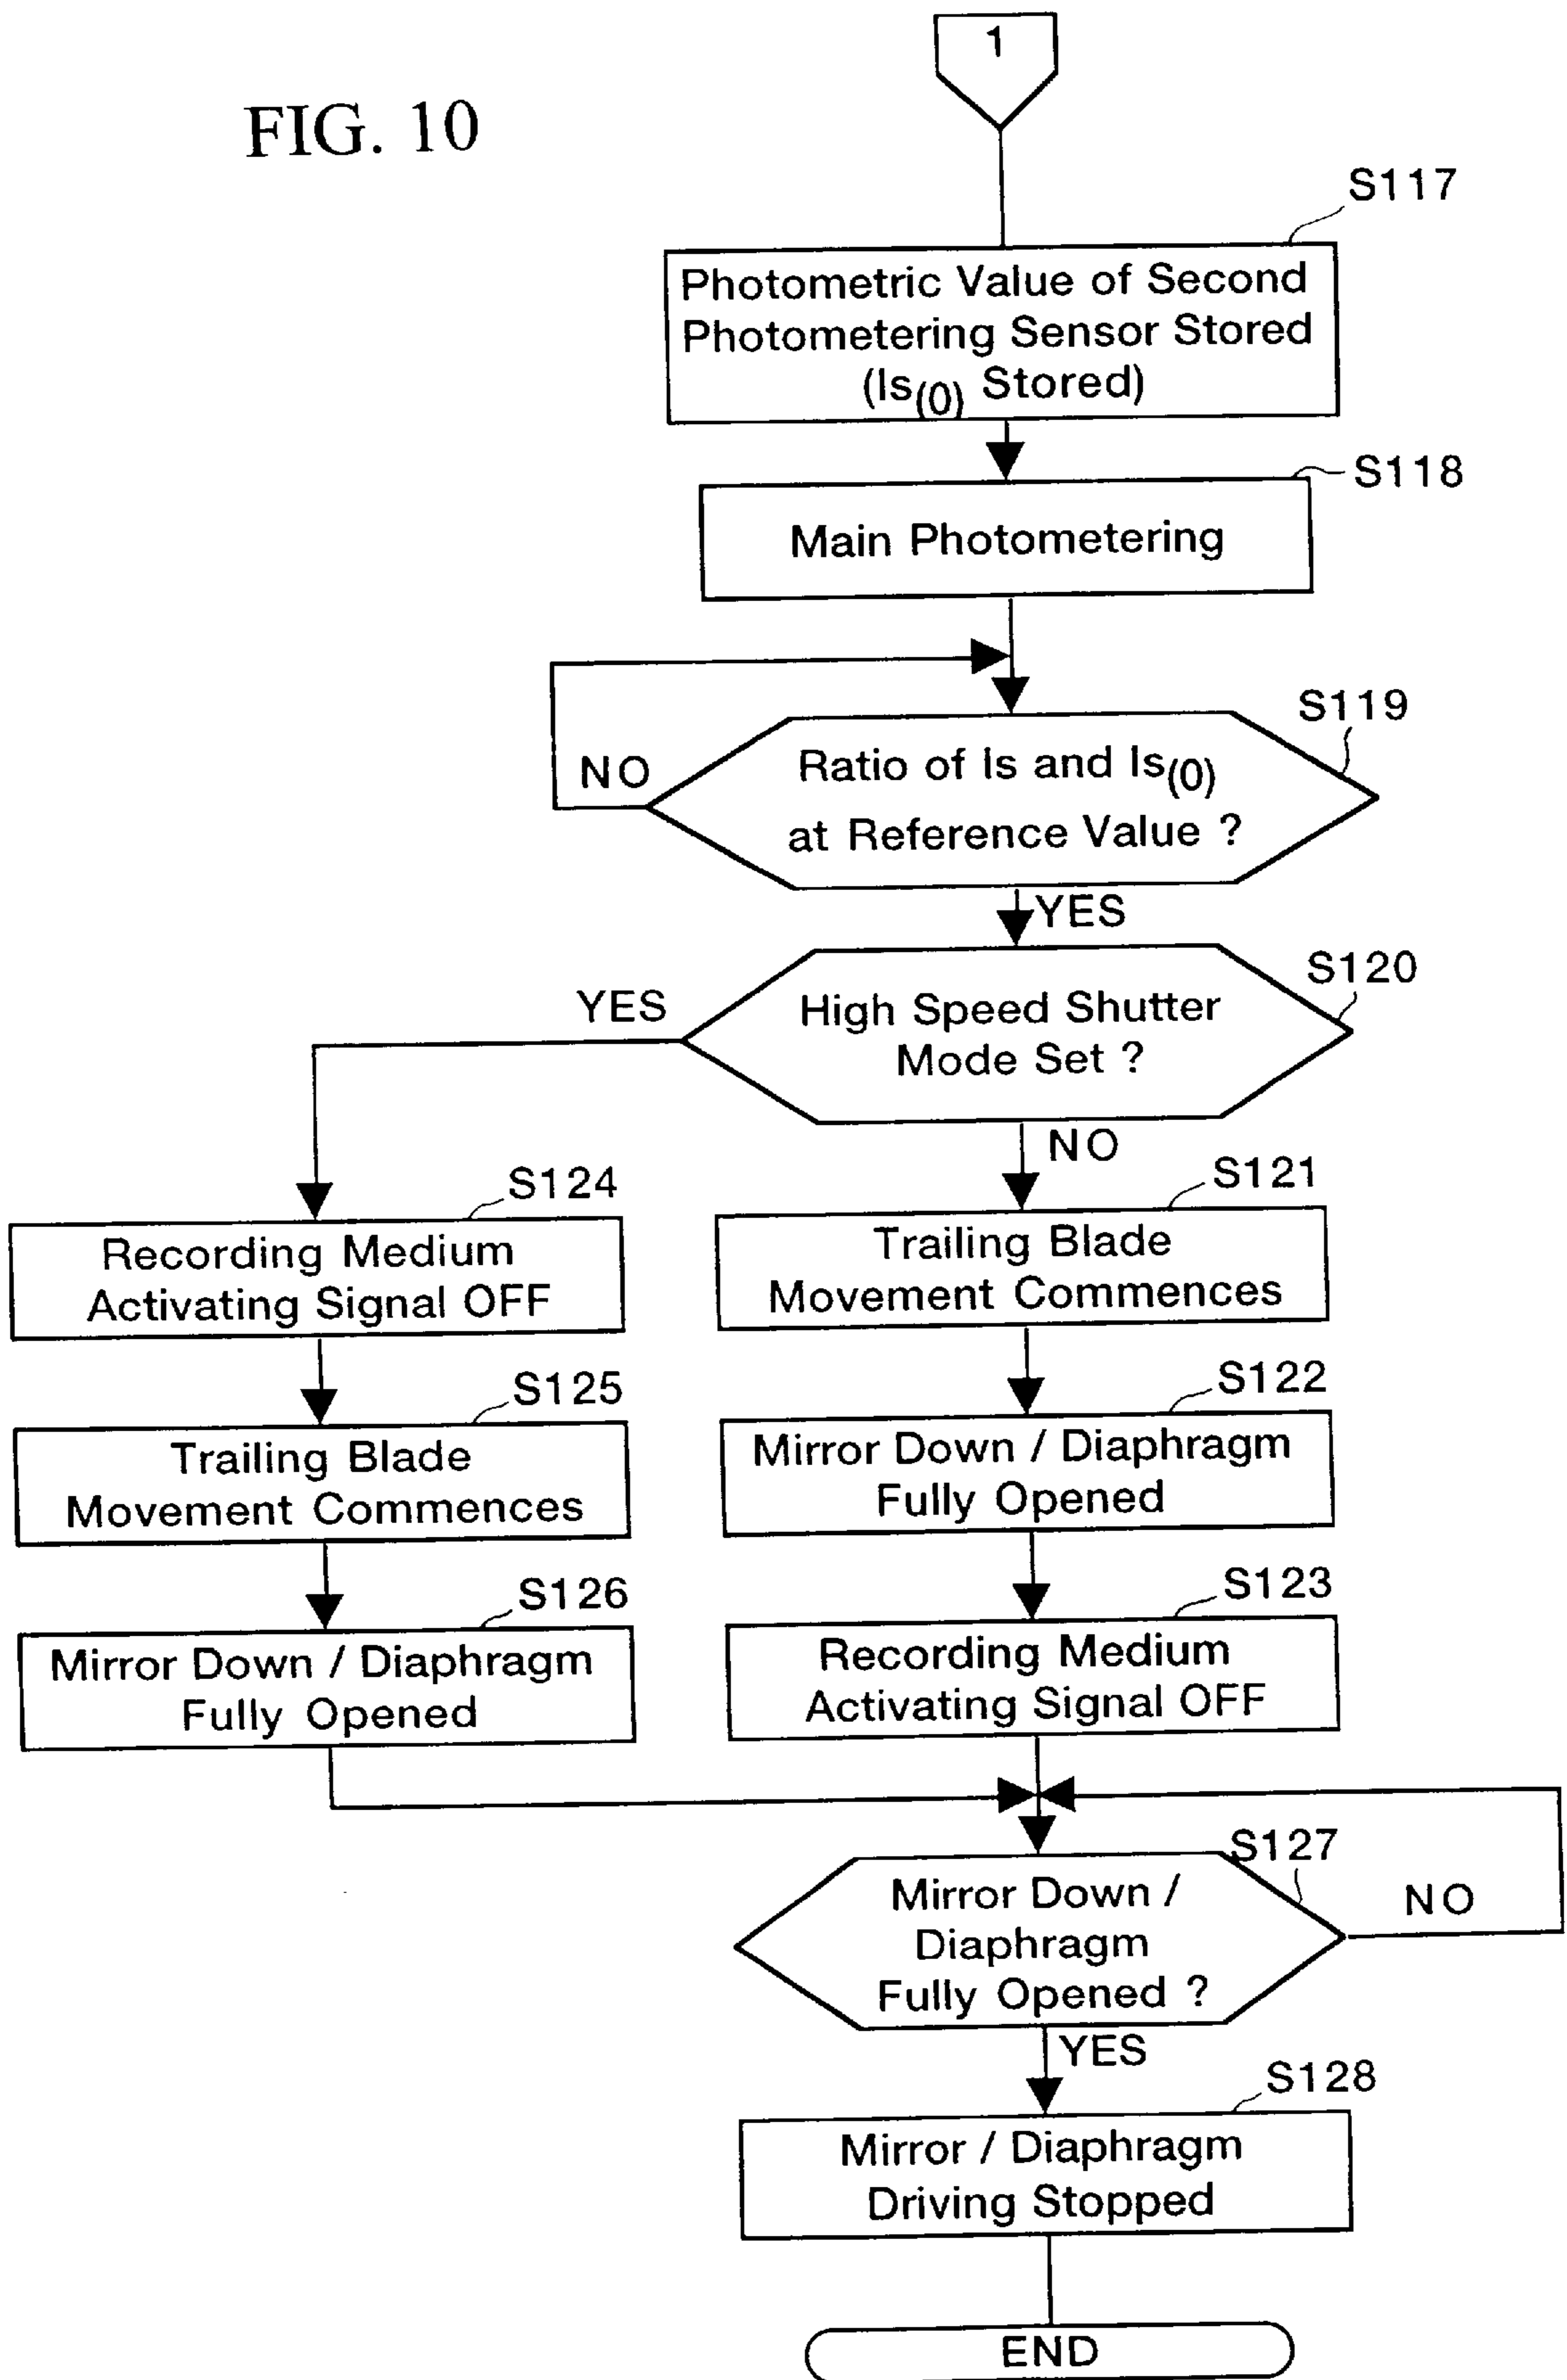 FIG. 10
1
S117
Photometric Value of Second
Photometering Sensor Stored
(Is(0) Stored)
S118
Main Photometering
S119
Ratio of Is and Is(0)
at Reference Value ?
NO
YES
S120
High Speed Shutter
Mode Set ?
YES
NO
S124
Recording Medium
Activating Signal OFF
S125
Trailing Blade
Movement Commences
S126
Mirror Down / Diaphragm
Fully Opened
S121
Trailing Blade
Movement Commences
S122
Mirror Down / Diaphragm
Fully Opened
S123
Recording Medium
Activating Signal OFF
S127
Mirror Down /
Diaphragm
Fully Opened ?
NO
YES
S128
Mirror / Diaphragm
Driving Stopped
END